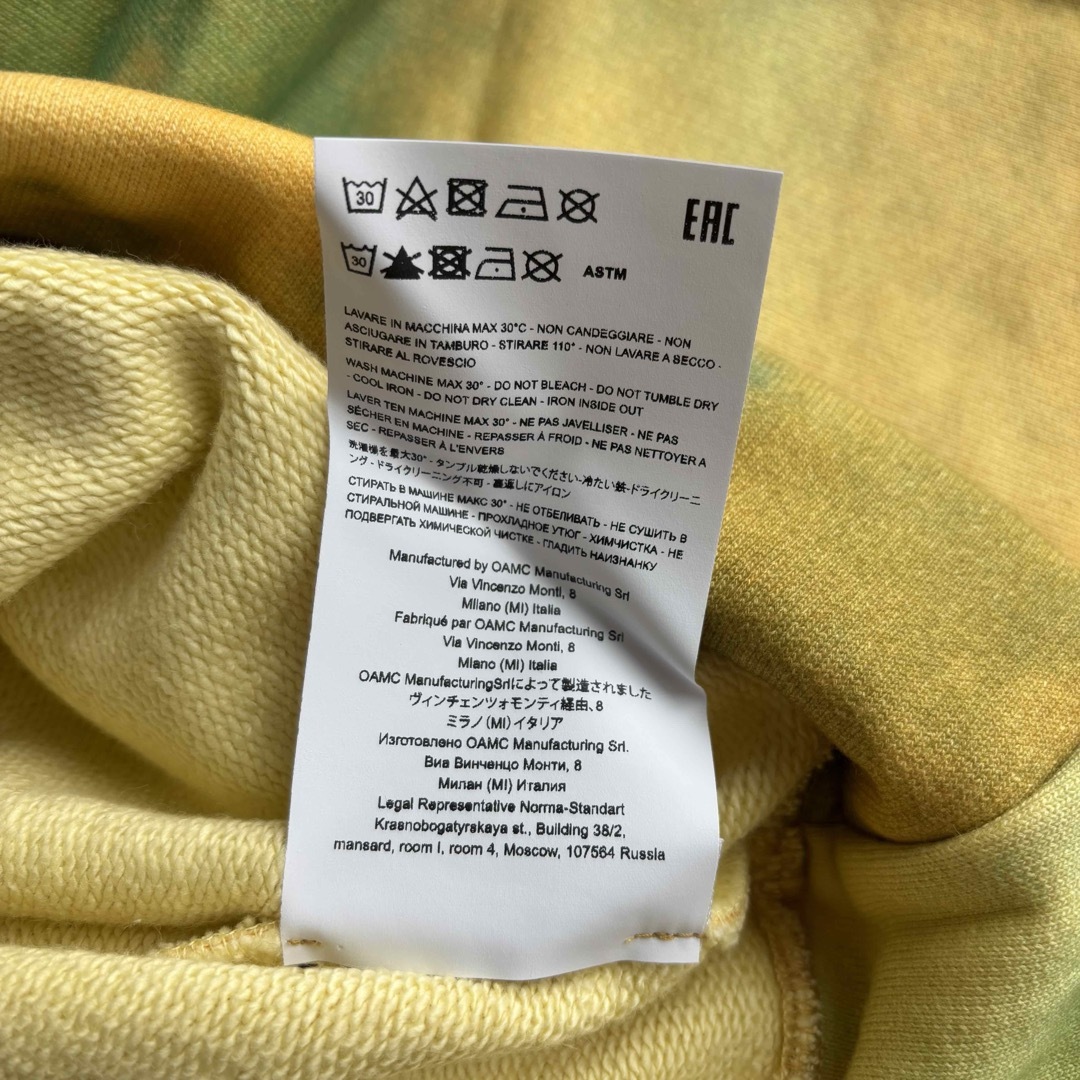 30
EAC
30
ASTM
LAVARE IN MACCHINA MAX 30°C - NON CANDEGGIARE - NON
ASCIUGARE IN TAMBURO - STIRARE 110° - NON LAVARE A SECCO -
STIRARE AL ROVESCIO
WASH MACHINE MAX 30° - DO NOT BLEACH - DO NOT TUMBLE DRY
- COOL IRON - DO NOT DRY CLEAN - IRON INSIDE OUT
LAVER TEN MACHINE MAX 30° - NE PAS JAVELLISER - NE PAS
SÉCHER EN MACHINE - REPASSER À FROID - NE PAS NETTOYER A
SEC - REPASSER À L'ENVERS
洗濯機を最大30° - タンブル乾燥しないでください-冷たい鉄-ドライクリーニ
ング - ドライクリーニング不可 - 裏返しにアイロン
СТИРАТЬ В МАШИНЕ МАКС 30° - НЕ ОТБЕЛИВАТЬ - НЕ СУШИТЬ В
СТИРАЛЬНОЙ МАШИНЕ - ПРОХЛАДНОЕ УТЮГ - ХИМЧИСТКА - НЕ
ПОДВЕРГАТЬ ХИМИЧЕСКОЙ ЧИСТКЕ - ГЛАДИТЬ НАИЗНАНКУ
Manufactured by OAMC Manufacturing Srl
Via Vincenzo Monti, 8
Milano (MI) Italia
Fabriqué par OAMC Manufacturing Srl
Via Vincenzo Monti, 8
Miano (MI) Italia
OAMC ManufacturingSrlによって製造されました
ヴィンチェンツォモンティ経由、8
ミラノ(MI)イタリア
Изготовлено OAMC Manufacturing Srl.
Виа Винченцо Монти, 8
Милан (MI) Италия
Legal Representative Norma-Standart
Krasnobogatyrskaya st., Building 38/2,
mansard, room I, room 4, Moscow, 107564 Russia